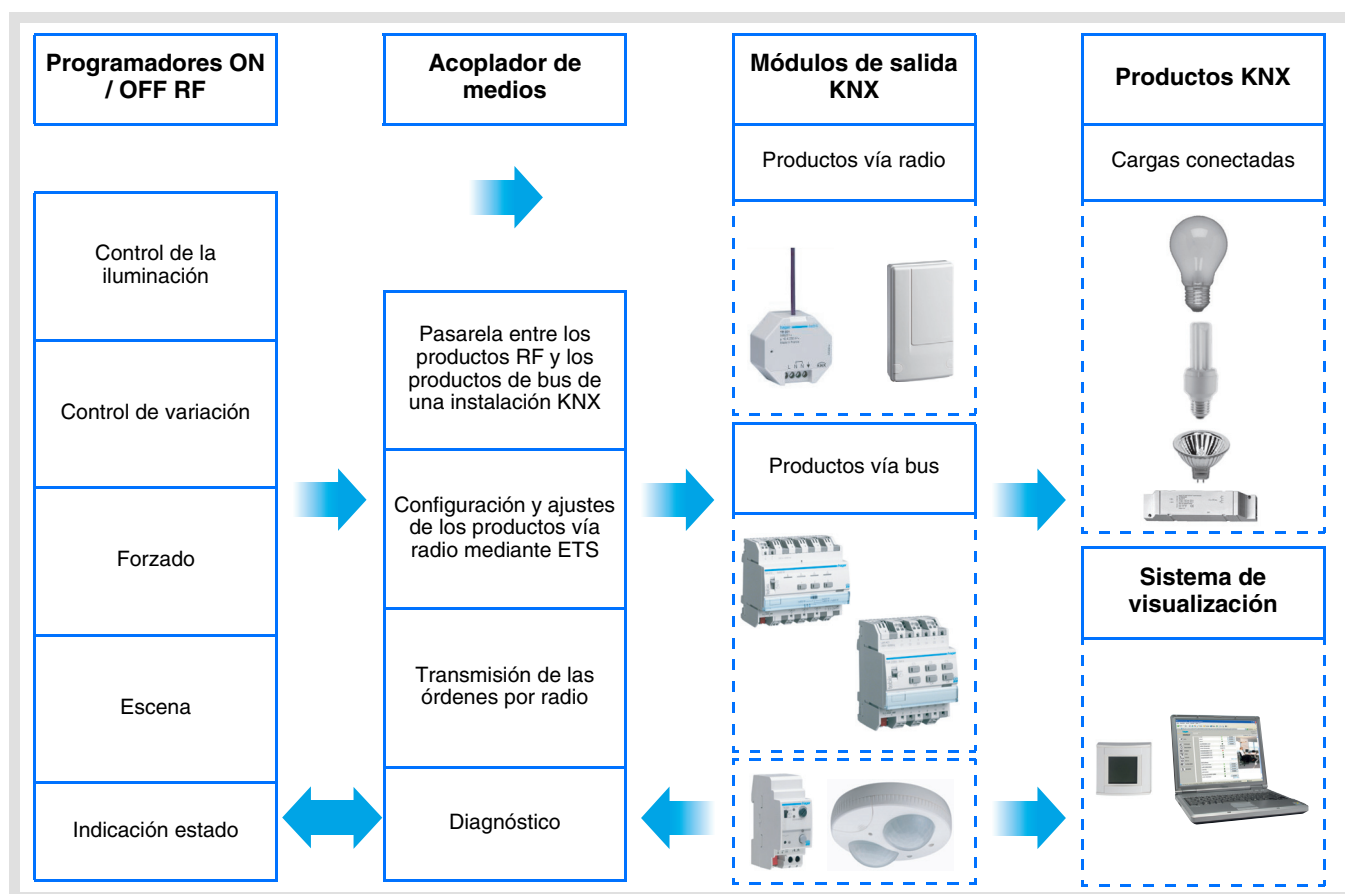 Programadores ON
/ OFF RF
Control de la
iluminación
Control de variación
Forzado
Escena
Indicación estado
Acoplador de
medios
Pasarela entre los
productos RF y los
productos de bus de
una instalación KNX
Configuración y ajustes
de los productos vía
radio mediante ETS
Transmisión de las
órdenes por radio
Diagnóstico
Módulos de salida
KNX
Productos vía radio
Productos vía bus
Productos KNX
Cargas conectadas
Sistema de
visualización